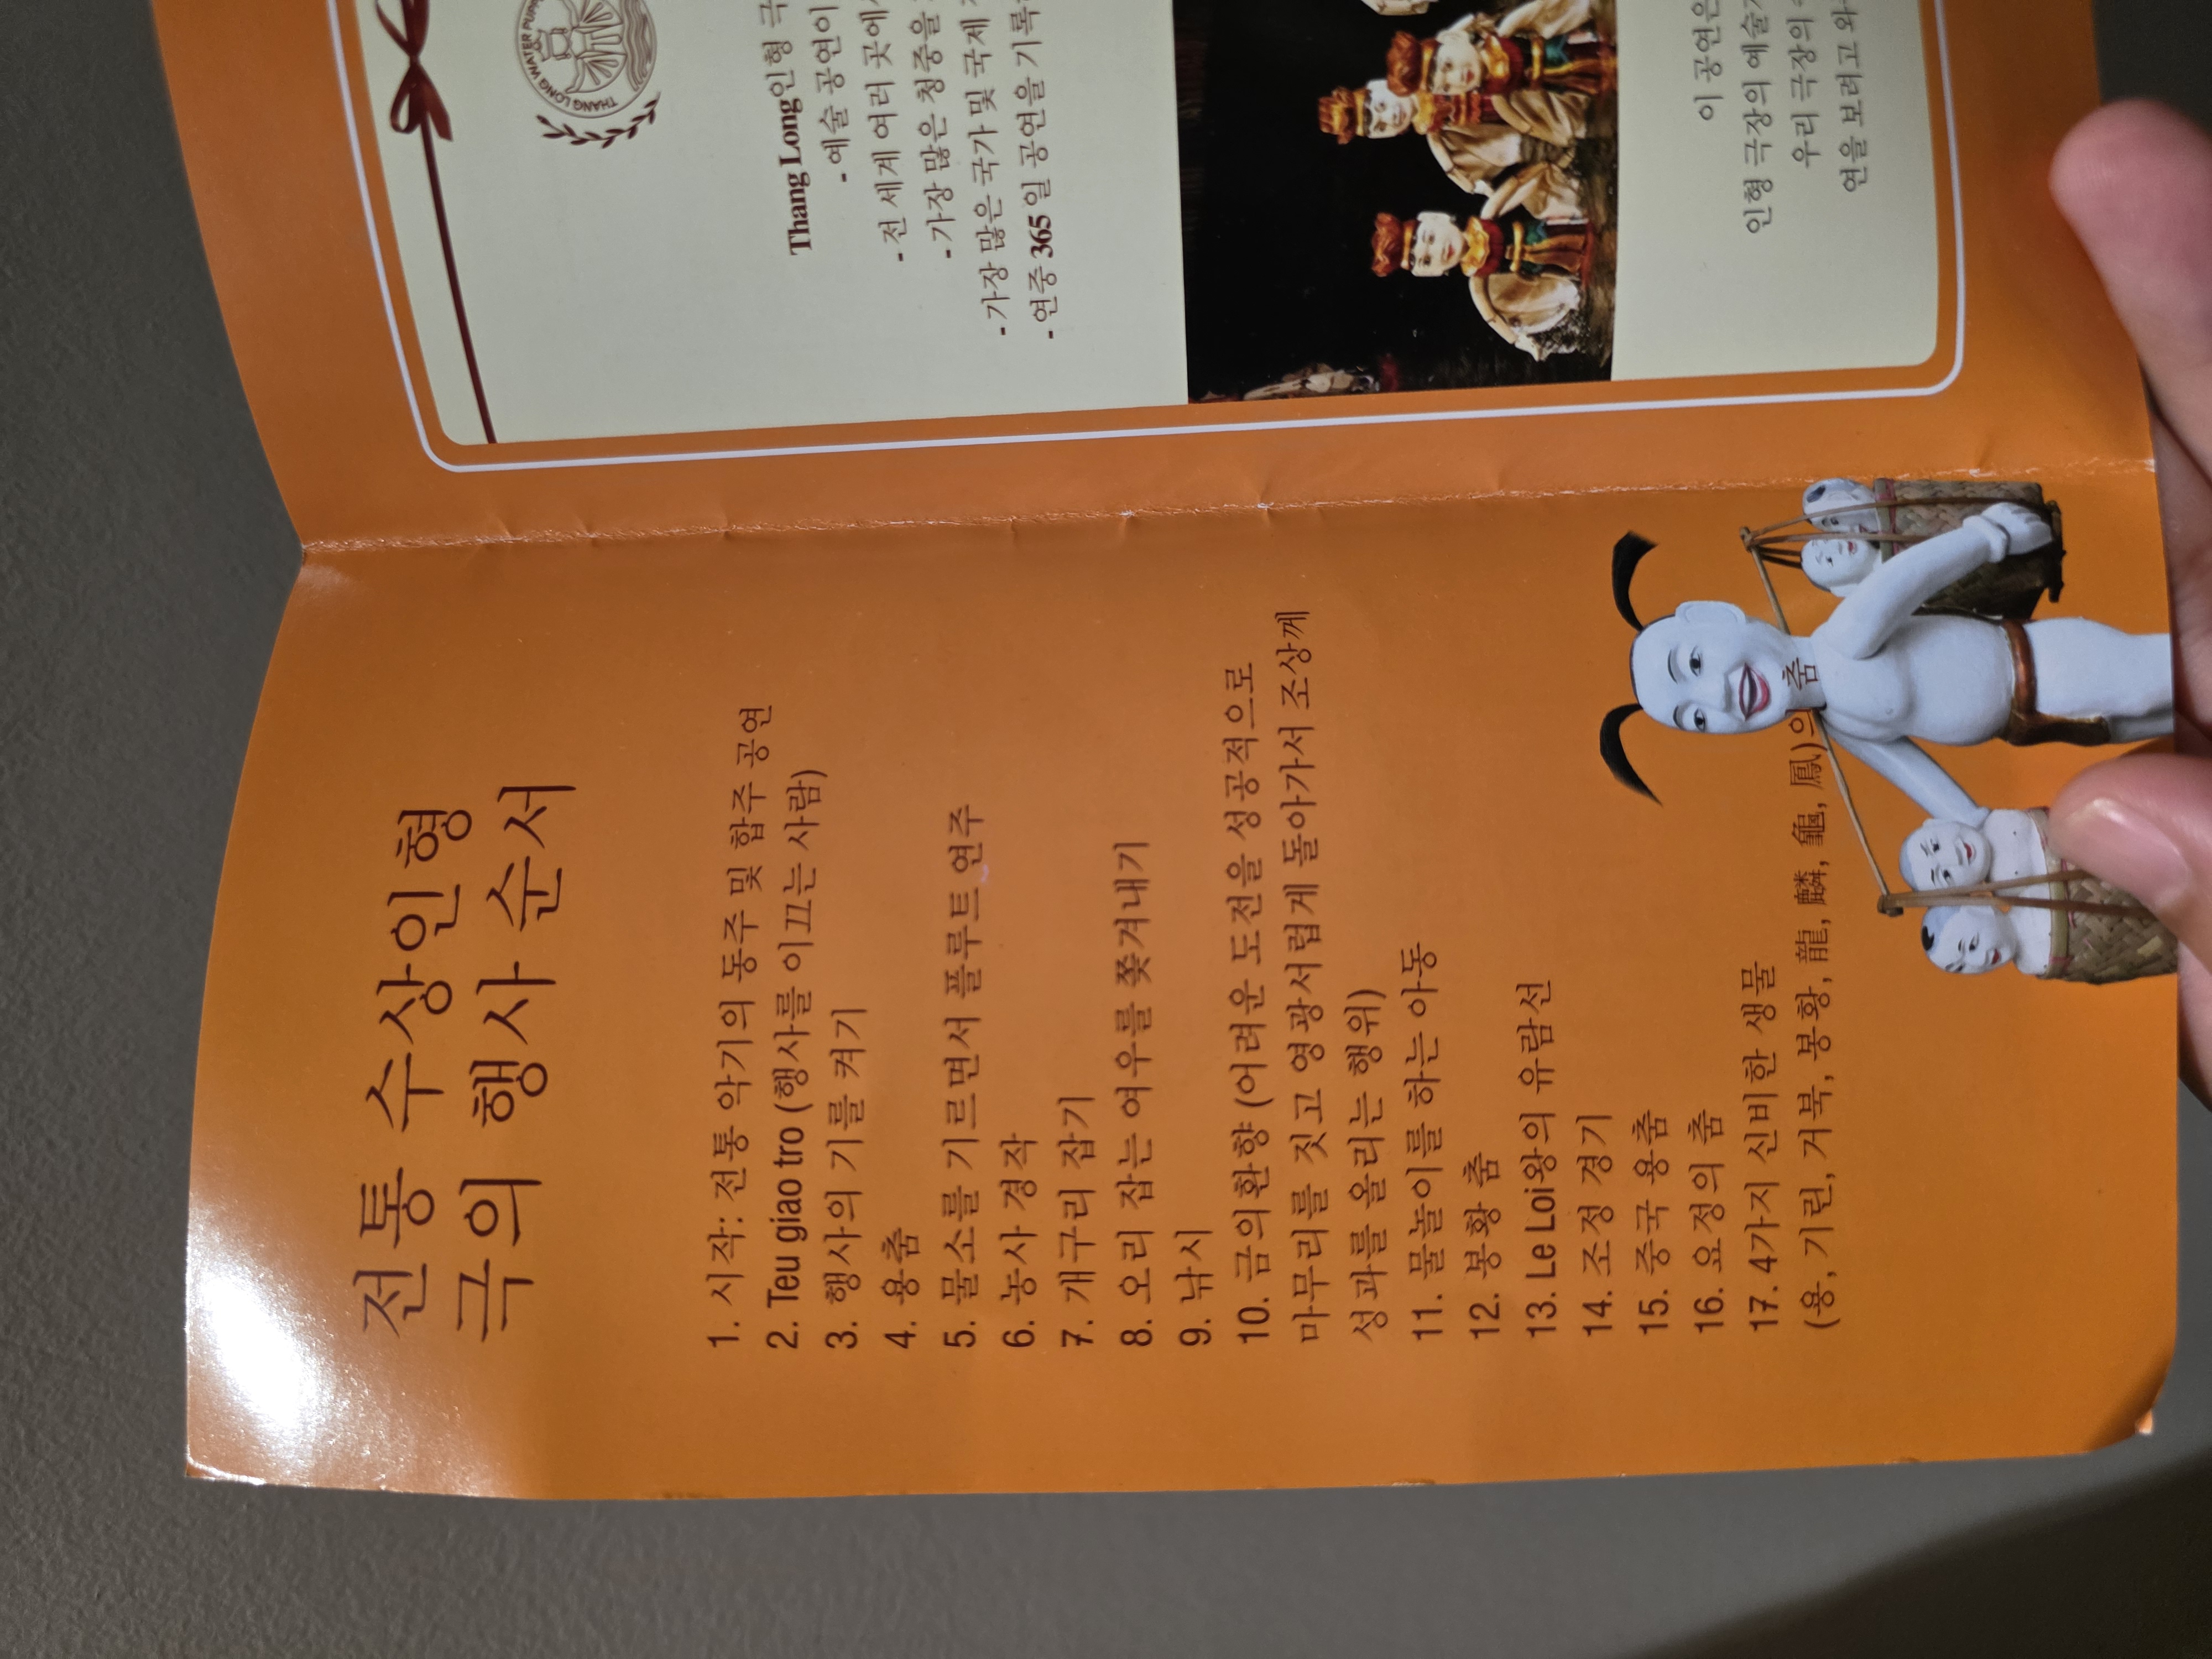 전통 수상인형
극의 행사 순서
1. 시작: 전통 악기의 동주 및 합주 공연
2. Teu giao tro (행사를 이끄는 사람)
3. 행사의 기를 켜기
4. 용춤
5. 물소를 기르면서 플루트 연주
6. 농사 경작
7. 개구리 잡기
8. 오리 잡는 여우를 쫓겨내기
9. 낚시
10. 금의환향 (어려운 도전을 성공적으로
마무리를 짓고 영광서럽게 돌아가서 조상께
성과를 올리는 행위)
11. 물놀이를 하는 아동
12. 봉황 춤
13. Le Loi왕의 유람선
14. 조정 경기
15. 중국 용춤
16. 요정의 춤
17. 4가지 신비한 생물
(용, 기린, 거북, 봉황, 龍, 麟, 龜, 鳳)의 춤
THANG LONG WATER
Thang Long인형 극
- 예술 공연이
- 전 세계 여러 곳에서
- 가장 많은 청중을
- 가장 많은 국가 및 국제
- 연중 365일 공연을 기록
이 공연은
인형 극장의 예술
우리 극장의
연을 보려고 와